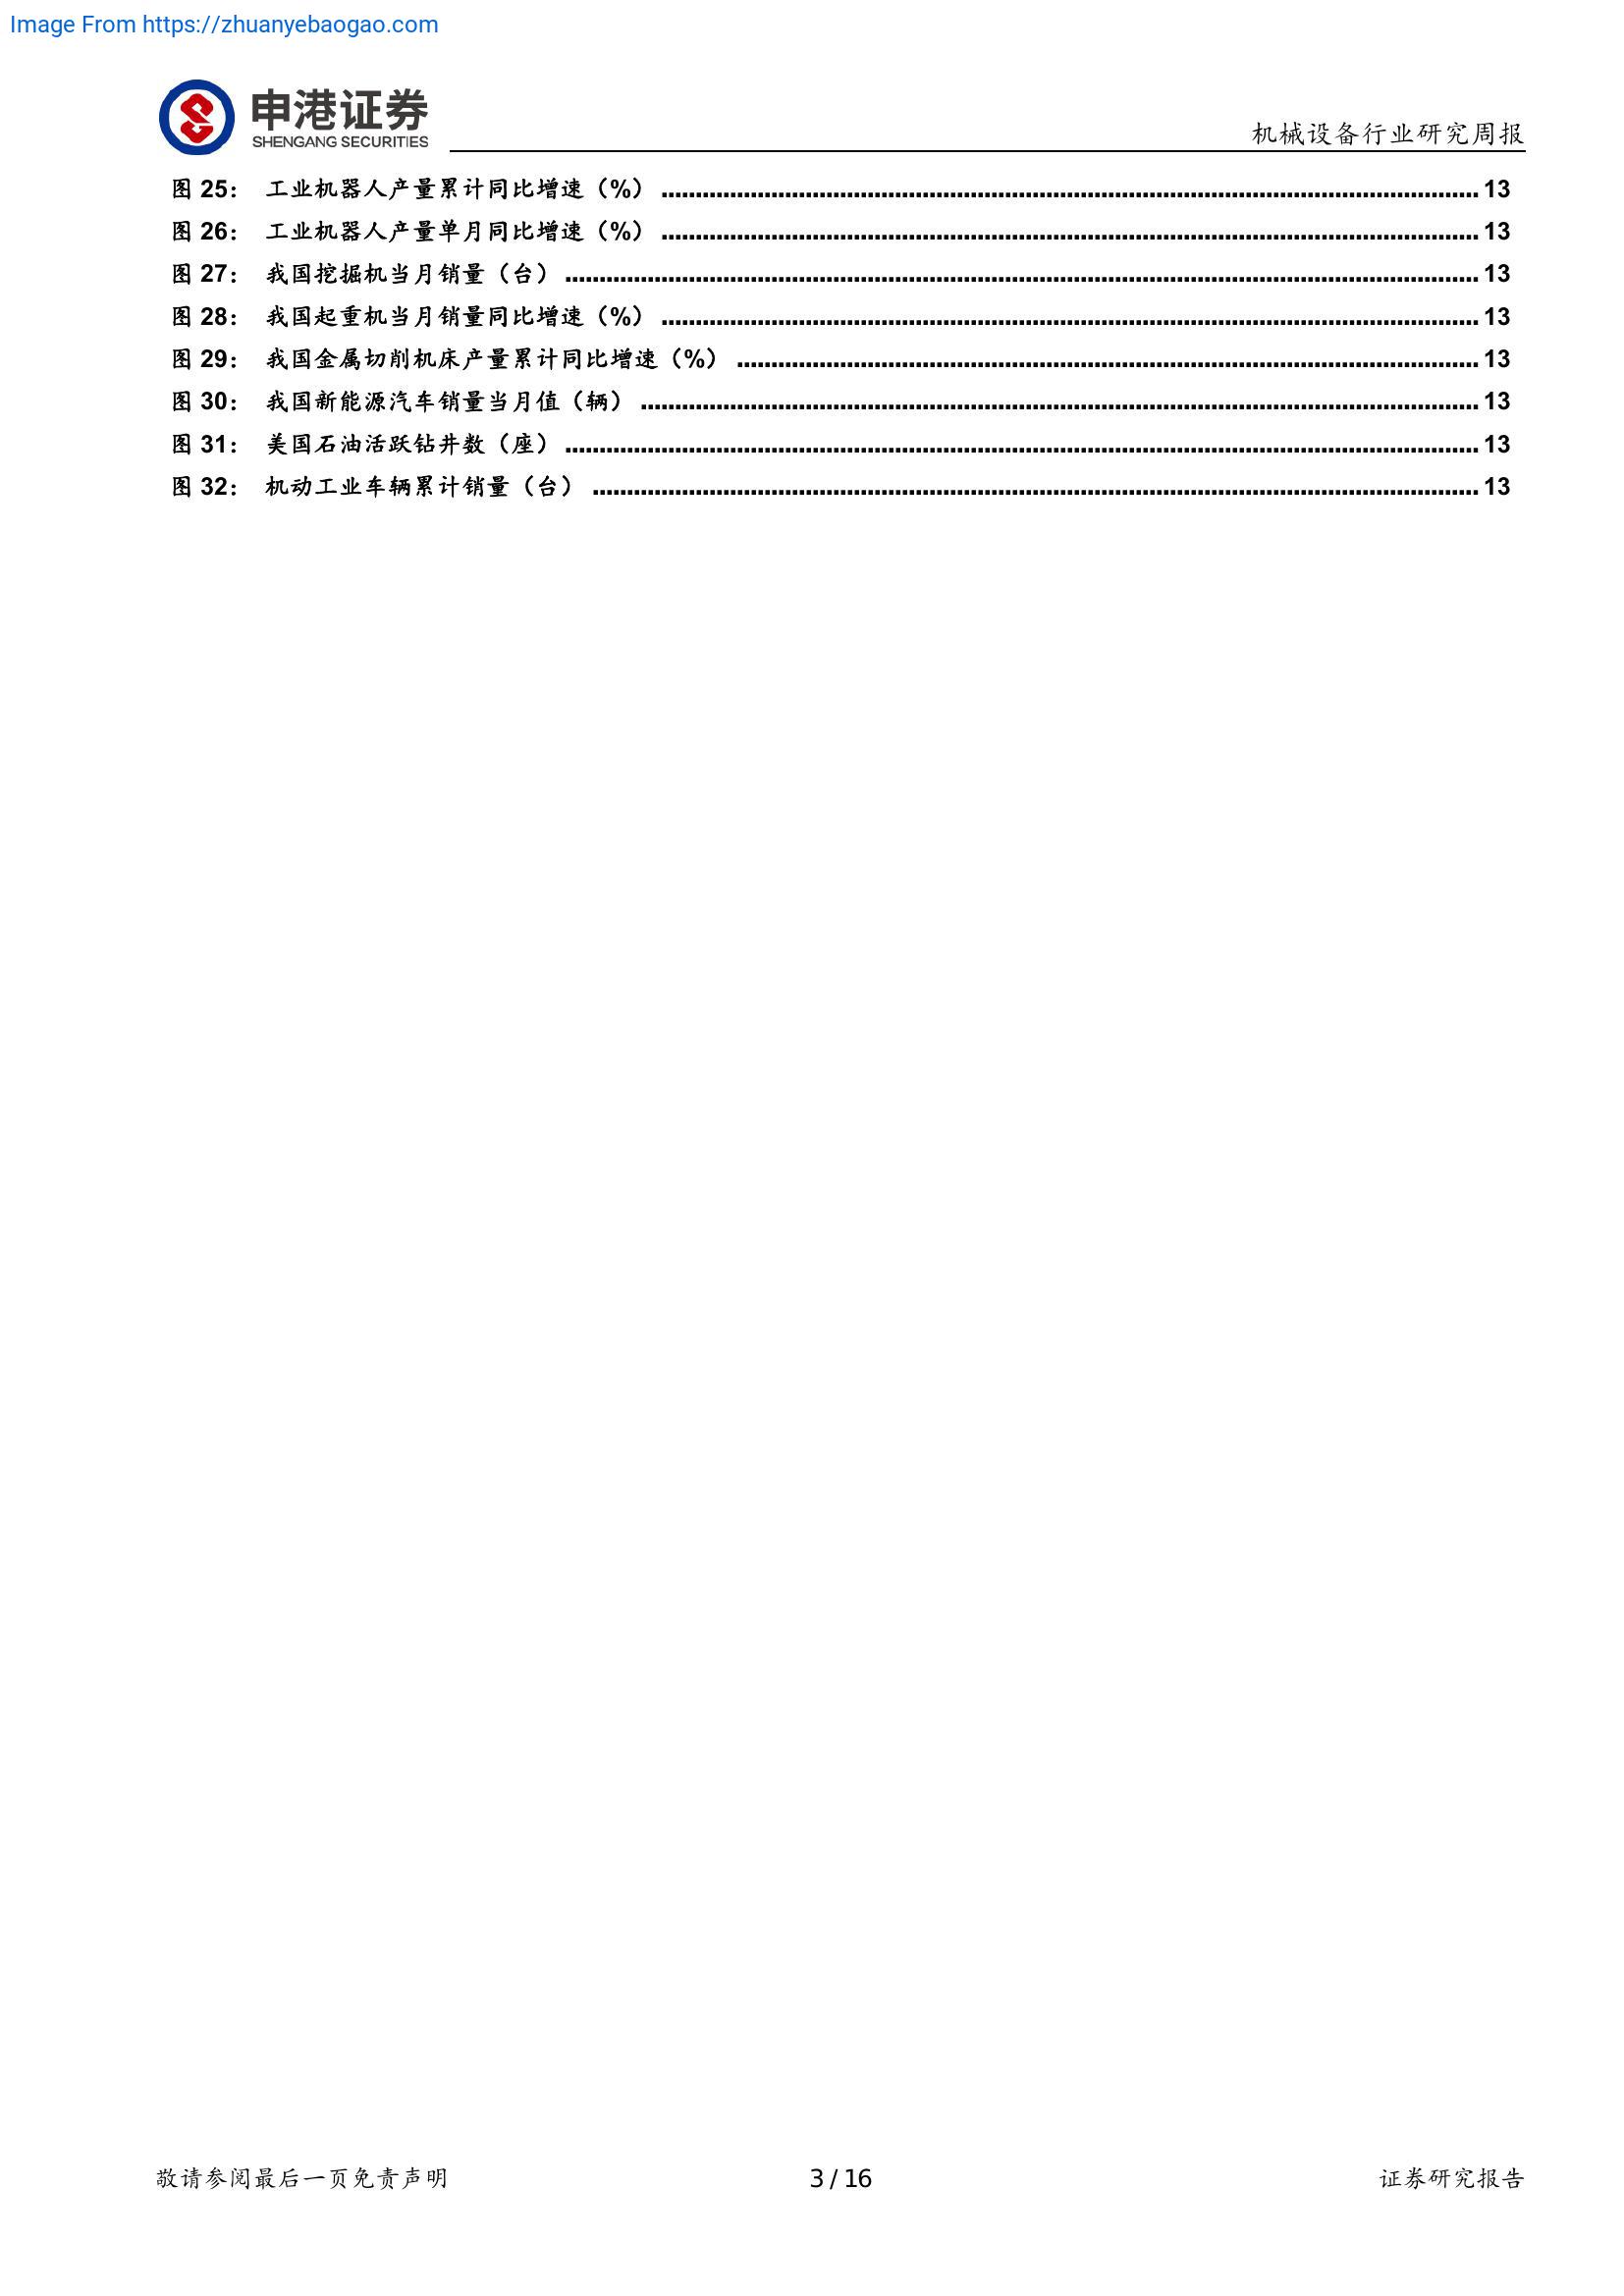 Image From https://zhuanyebaogao.com
申港证券
SHENGANG SECURITIES
机械设备行业研究周报
图 25： 工业机器人产量累计同比增速（%） 13
图 26： 工业机器人产量单月同比增速（%） 13
图 27： 我国挖掘机当月销量（台） 13
图 28： 我国起重机当月销量同比增速（%） 13
图 29： 我国金属切削机床产量累计同比增速（%） 13
图 30： 我国新能源汽车销量当月值（辆） 13
图 31： 美国石油活跃钻井数（座） 13
图 32： 机动工业车辆累计销量（台） 13
敬请参阅最后一页免责声明 3 / 16 证券研究报告